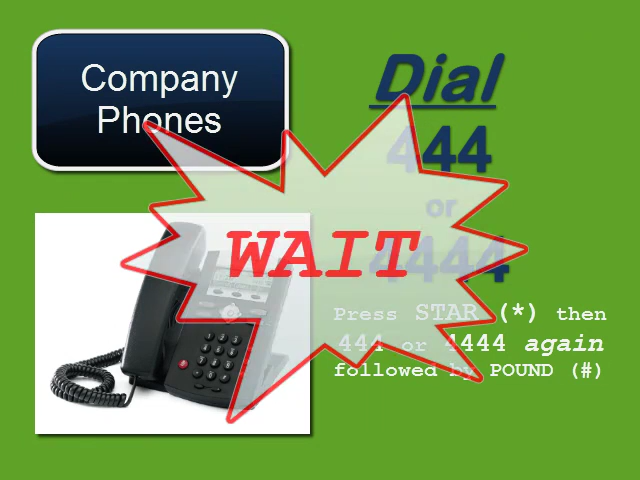 Company
Phones
Dial
444
or
4444
WAIT
Press STAR (*) then
444 or 4444 again
followed by POUND (#)